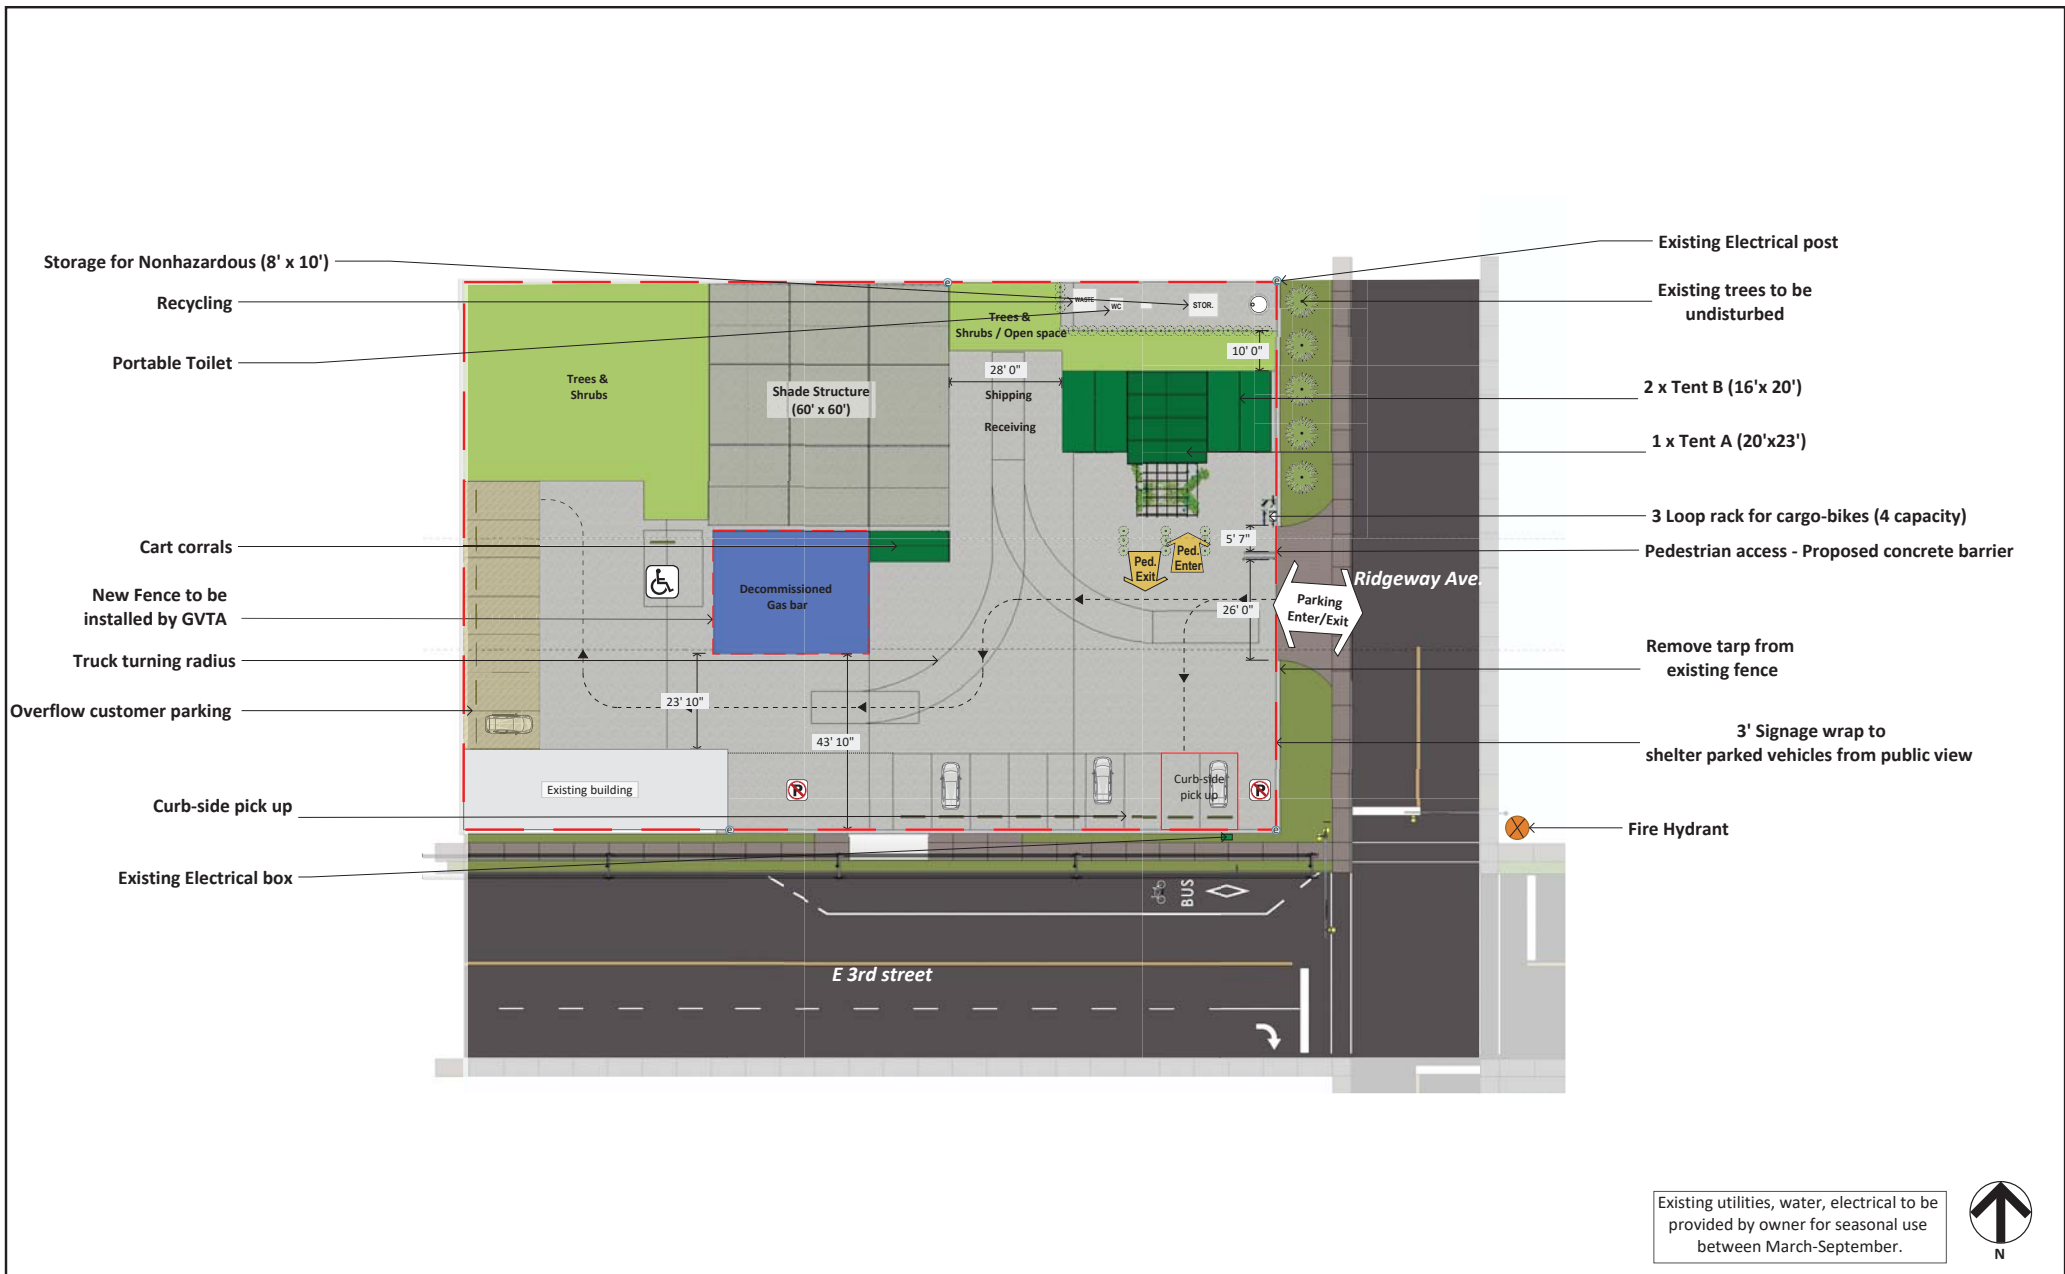 Existing Electrical post
Storage for Nonhazardous (8' x 10')
Recycling
Portable Toilet
Existing trees to be
undisturbed
WASTE
WC
STOR.
Trees &
Shrubs / Open space
10' 0"
28' 0"
Shipping
Receiving
Trees &
Shrubs
Shade Structure
(60' x 60')
2 x Tent B (16'x 20')
1 x Tent A (20'x23')
3 Loop rack for cargo-bikes (4 capacity)
Pedestrian access - Proposed concrete barrier
5' 7"
Cart corrals
Ped.
Exit
Ped.
Enter
New Fence to be
installed by GVTA
Decommissioned
Gas bar
Ridgeway Ave.
Parking
Enter/Exit
26' 0"
Truck turning radius
Remove tarp from
existing fence
23' 10"
Overflow customer parking
43' 10"
3' Signage wrap to
shelter parked vehicles from public view
Existing building
P
Curb-side
pick up
P
Curb-side pick up
Fire Hydrant
Existing Electrical box
BUS
E 3rd street
Existing utilities, water, electrical to be
provided by owner for seasonal use
between March-September.
N